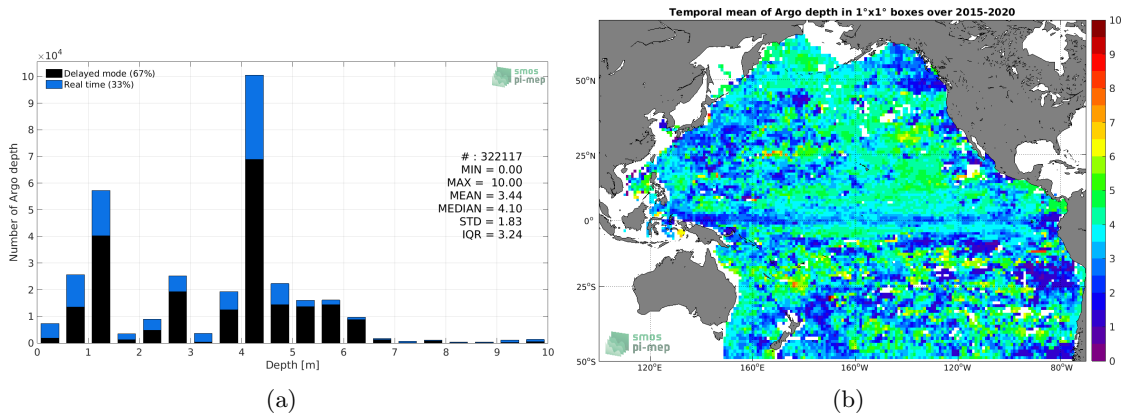 ×10⁴
Delayed mode (67%)
Real time (33%)
smos
pi-mep
# : 322117
MIN = 0.00
MAX = 10.00
MEAN = 3.44
MEDIAN = 4.10
STD = 1.83
IQR = 3.24
Number of Argo depth
10
9
8
7
6
5
4
3
2
1
0
0 1 2 3 4 5 6 7 8 9 10
Depth [m]
(a)
Temporal mean of Argo depth in 1°x1° boxes over 2015-2020
50°N
25°N
0°
25°S
50°S
120°E 160°E 160°W 120°W 80°W
smos
pi-mep
10
9
8
7
6
5
4
3
2
1
0
(b)